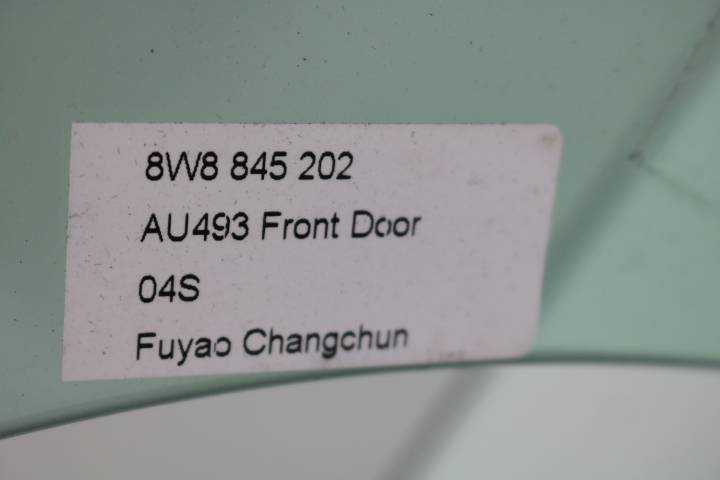 8W8 845 202
AU493 Front Door
04S
Fuyao Changchun